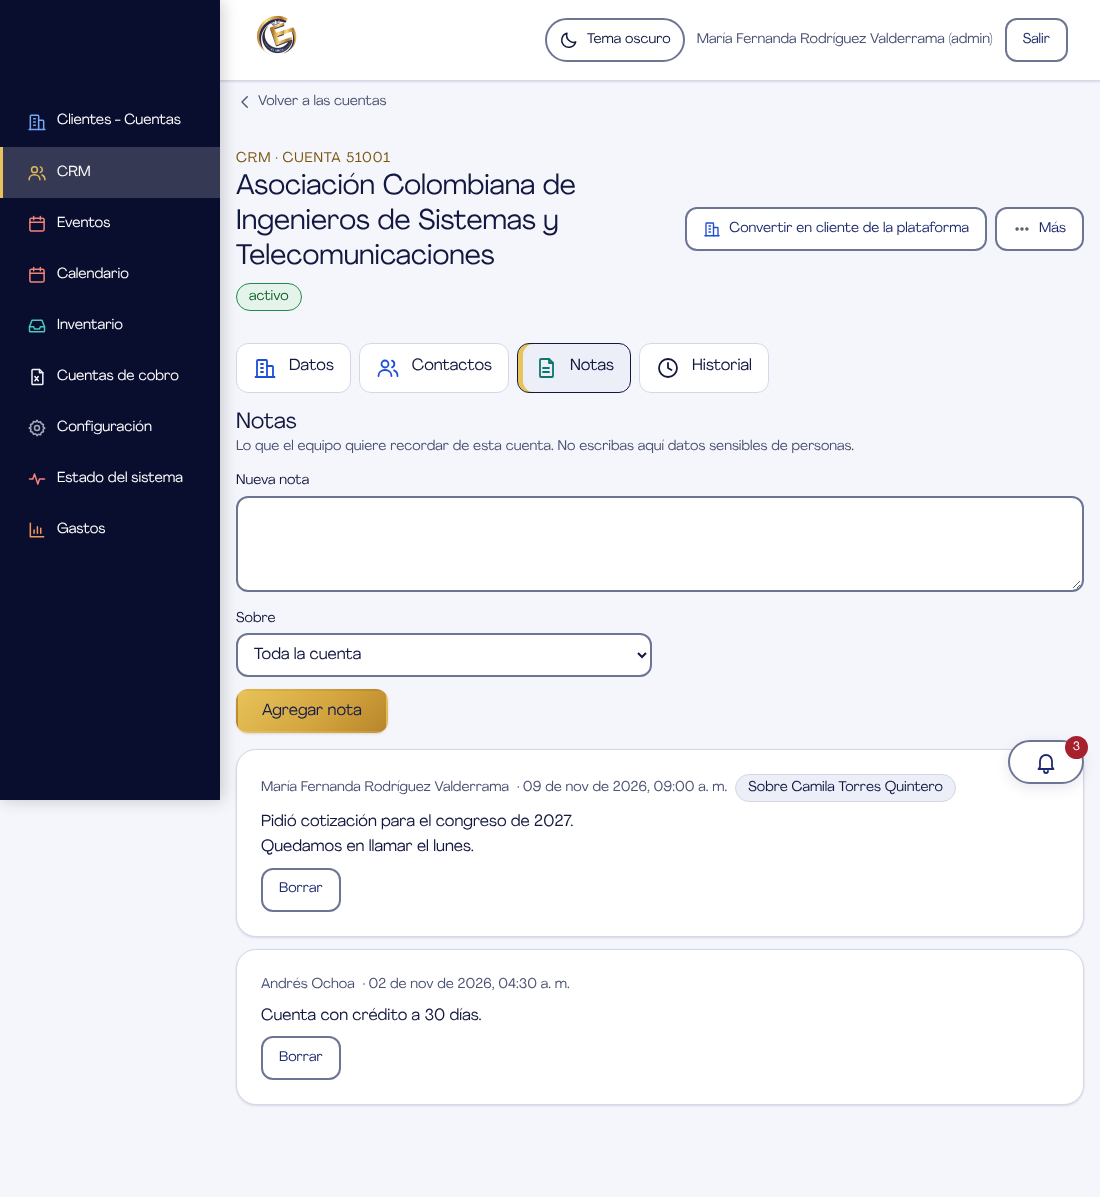 Tema oscuro
María Fernanda Rodríguez Valderrama (admin)
Salir
Clientes - Cuentas
CRM
Eventos
Calendario
Inventario
Cuentas de cobro
Configuración
Estado del sistema
Gastos
Volver a las cuentas
CRM · CUENTA 51001
Asociación Colombiana de
Ingenieros de Sistemas y
Telecomunicaciones
Convertir en cliente de la plataforma
Más
activo
Datos
Contactos
Notas
Historial
Notas
Lo que el equipo quiere recordar de esta cuenta. No escribas aquí datos sensibles de personas.
Nueva nota
Sobre
Toda la cuenta
Agregar nota
3
María Fernanda Rodríguez Valderrama · 09 de nov de 2026, 09:00 a. m. Sobre Camila Torres Quintero
Pidió cotización para el congreso de 2027.
Quedamos en llamar el lunes.
Borrar
Andrés Ochoa · 02 de nov de 2026, 04:30 a. m.
Cuenta con crédito a 30 días.
Borrar